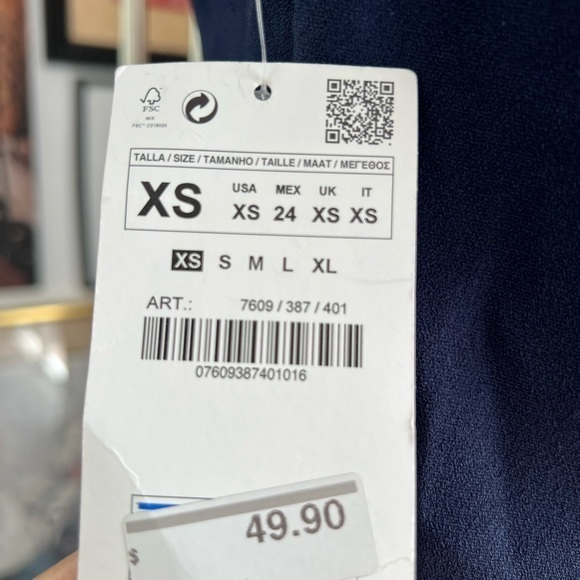 FSC
MIX
TALLA / SIZE / TAMANHO / TAILLE / MAAT / ΜΕΓΕΘΟΣ
XS
USA MEX UK IT
XS 24 XS XS
XS S M L XL
ART.: 7609 / 387 / 401
07609387401016
49.90
$